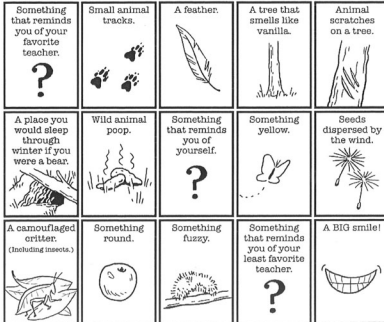 Something
that reminds
you of your
favorite
teacher.
?
Small animal
tracks.
A feather.
A tree that
smells like
vanilla.
Animal
scratches
on a tree.
A place you
would sleep
through
winter if you
were a bear.
Wild animal
poop.
Something
that reminds
you of
yourself.
?
Something
yellow.
Seeds
dispersed by
the wind.
A camouflaged
critter.
(Including insects.)
Something
round.
Something
fuzzy.
Something
that reminds
you of your
least favorite
teacher.
?
A BIG smile!